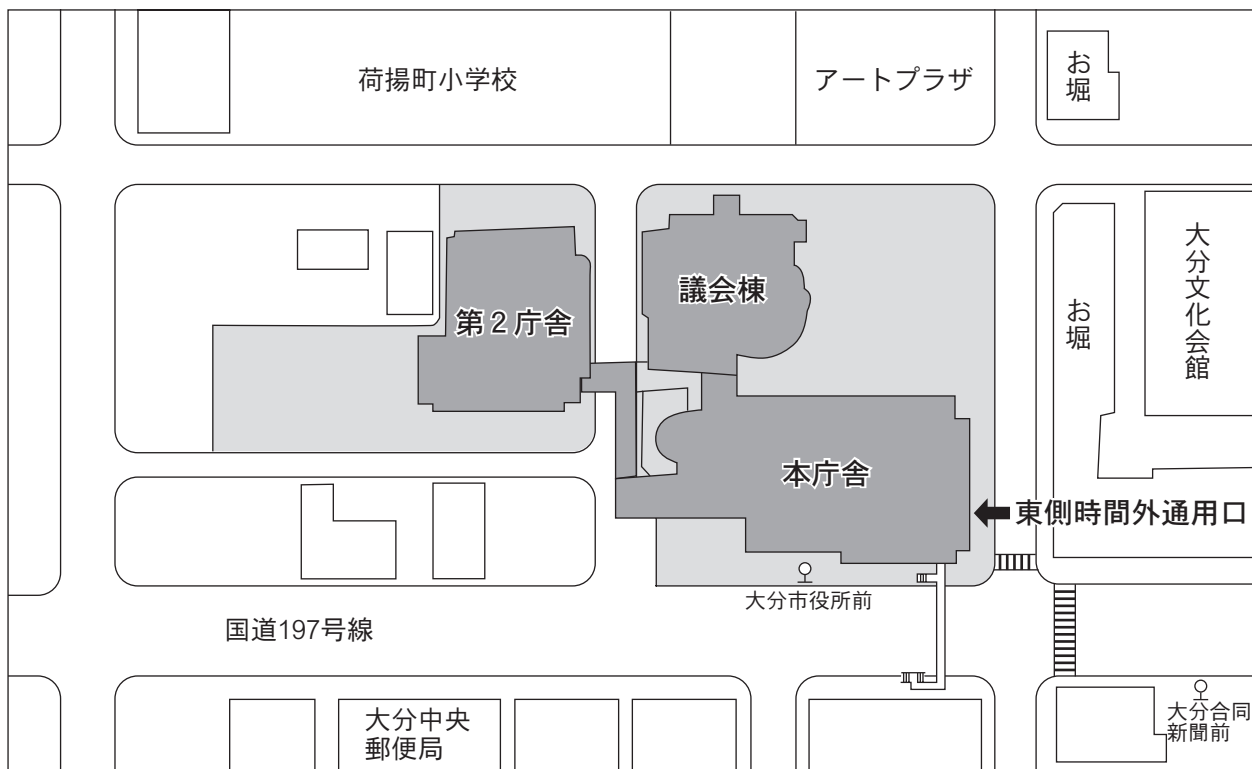 荷揚町小学校
アートプラザ
お堀
第2庁舎
議会棟
お堀
大分文化会館
本庁舎
東側時間外通用口
大分市役所前
国道197号線
大分中央
郵便局
大分合同
新聞前